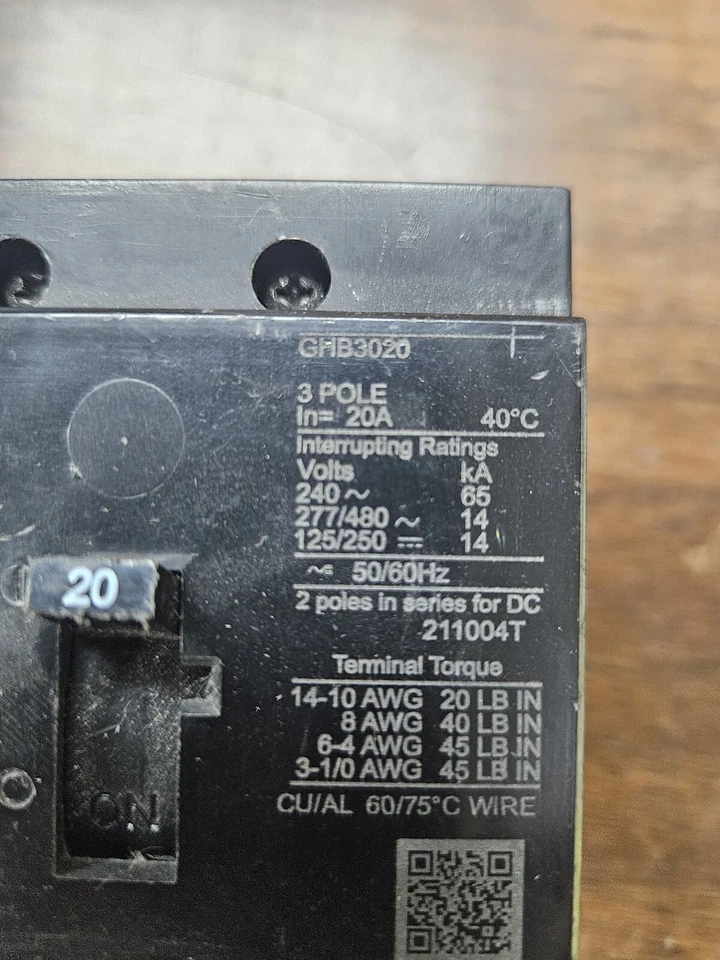 GHB3020
3 POLE
In= 20A 40°C
Interrupting Ratings
Volts kA
240 ~ 65
277/480 ~ 14
125/250 ⎓ 14
50/60Hz
2 poles in series for DC
211004T
Terminal Torque
14-10 AWG 20 LB IN
8 AWG 40 LB IN
6-4 AWG 45 LB IN
3-1/0 AWG 45 LB IN
CU/AL 60/75°C WIRE
20
ON